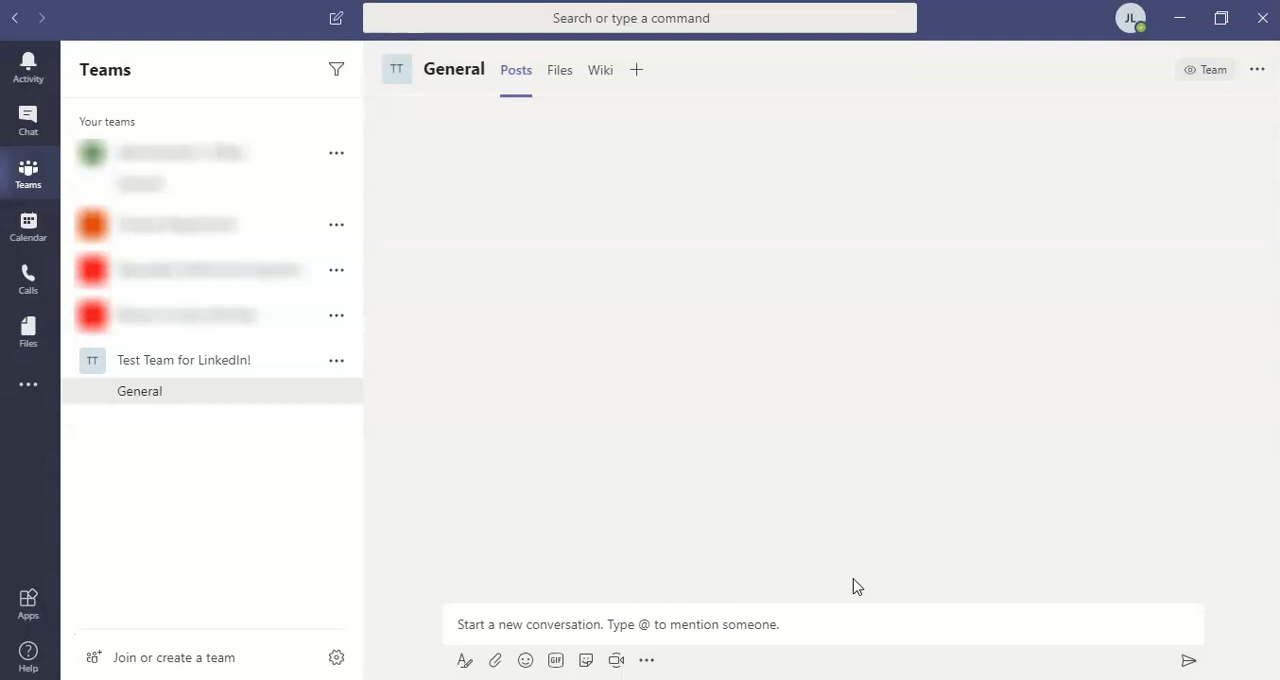 Search or type a command
JL
Activity
Chat
Teams
Calendar
Calls
Files
Apps
Help
Teams
Your teams
TT
Test Team for LinkedIn!
General
Join or create a team
TT
General
Posts
Files
Wiki
Team
Start a new conversation. Type @ to mention someone.
GIF